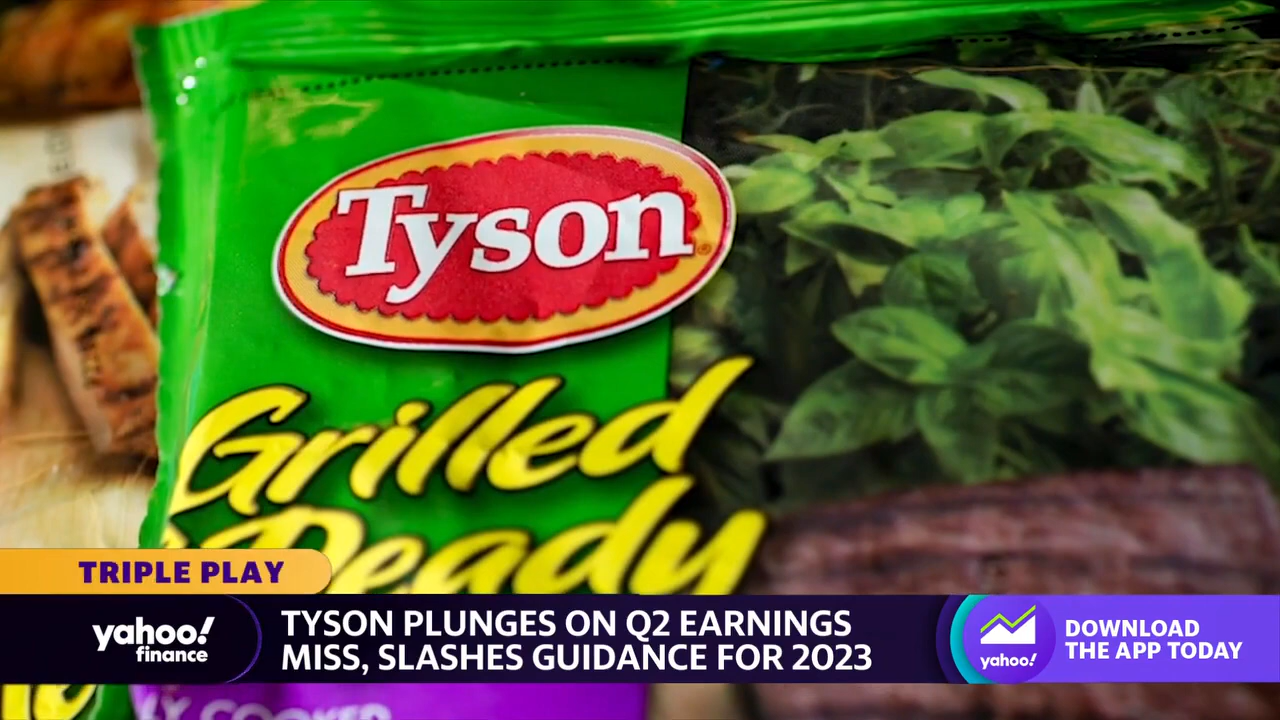 Tyson
Grilled
Ready
TRIPLE PLAY
yahoo!
finance
TYSON PLUNGES ON Q2 EARNINGS
MISS, SLASHES GUIDANCE FOR 2023
yahoo!
DOWNLOAD
THE APP TODAY
COOKED